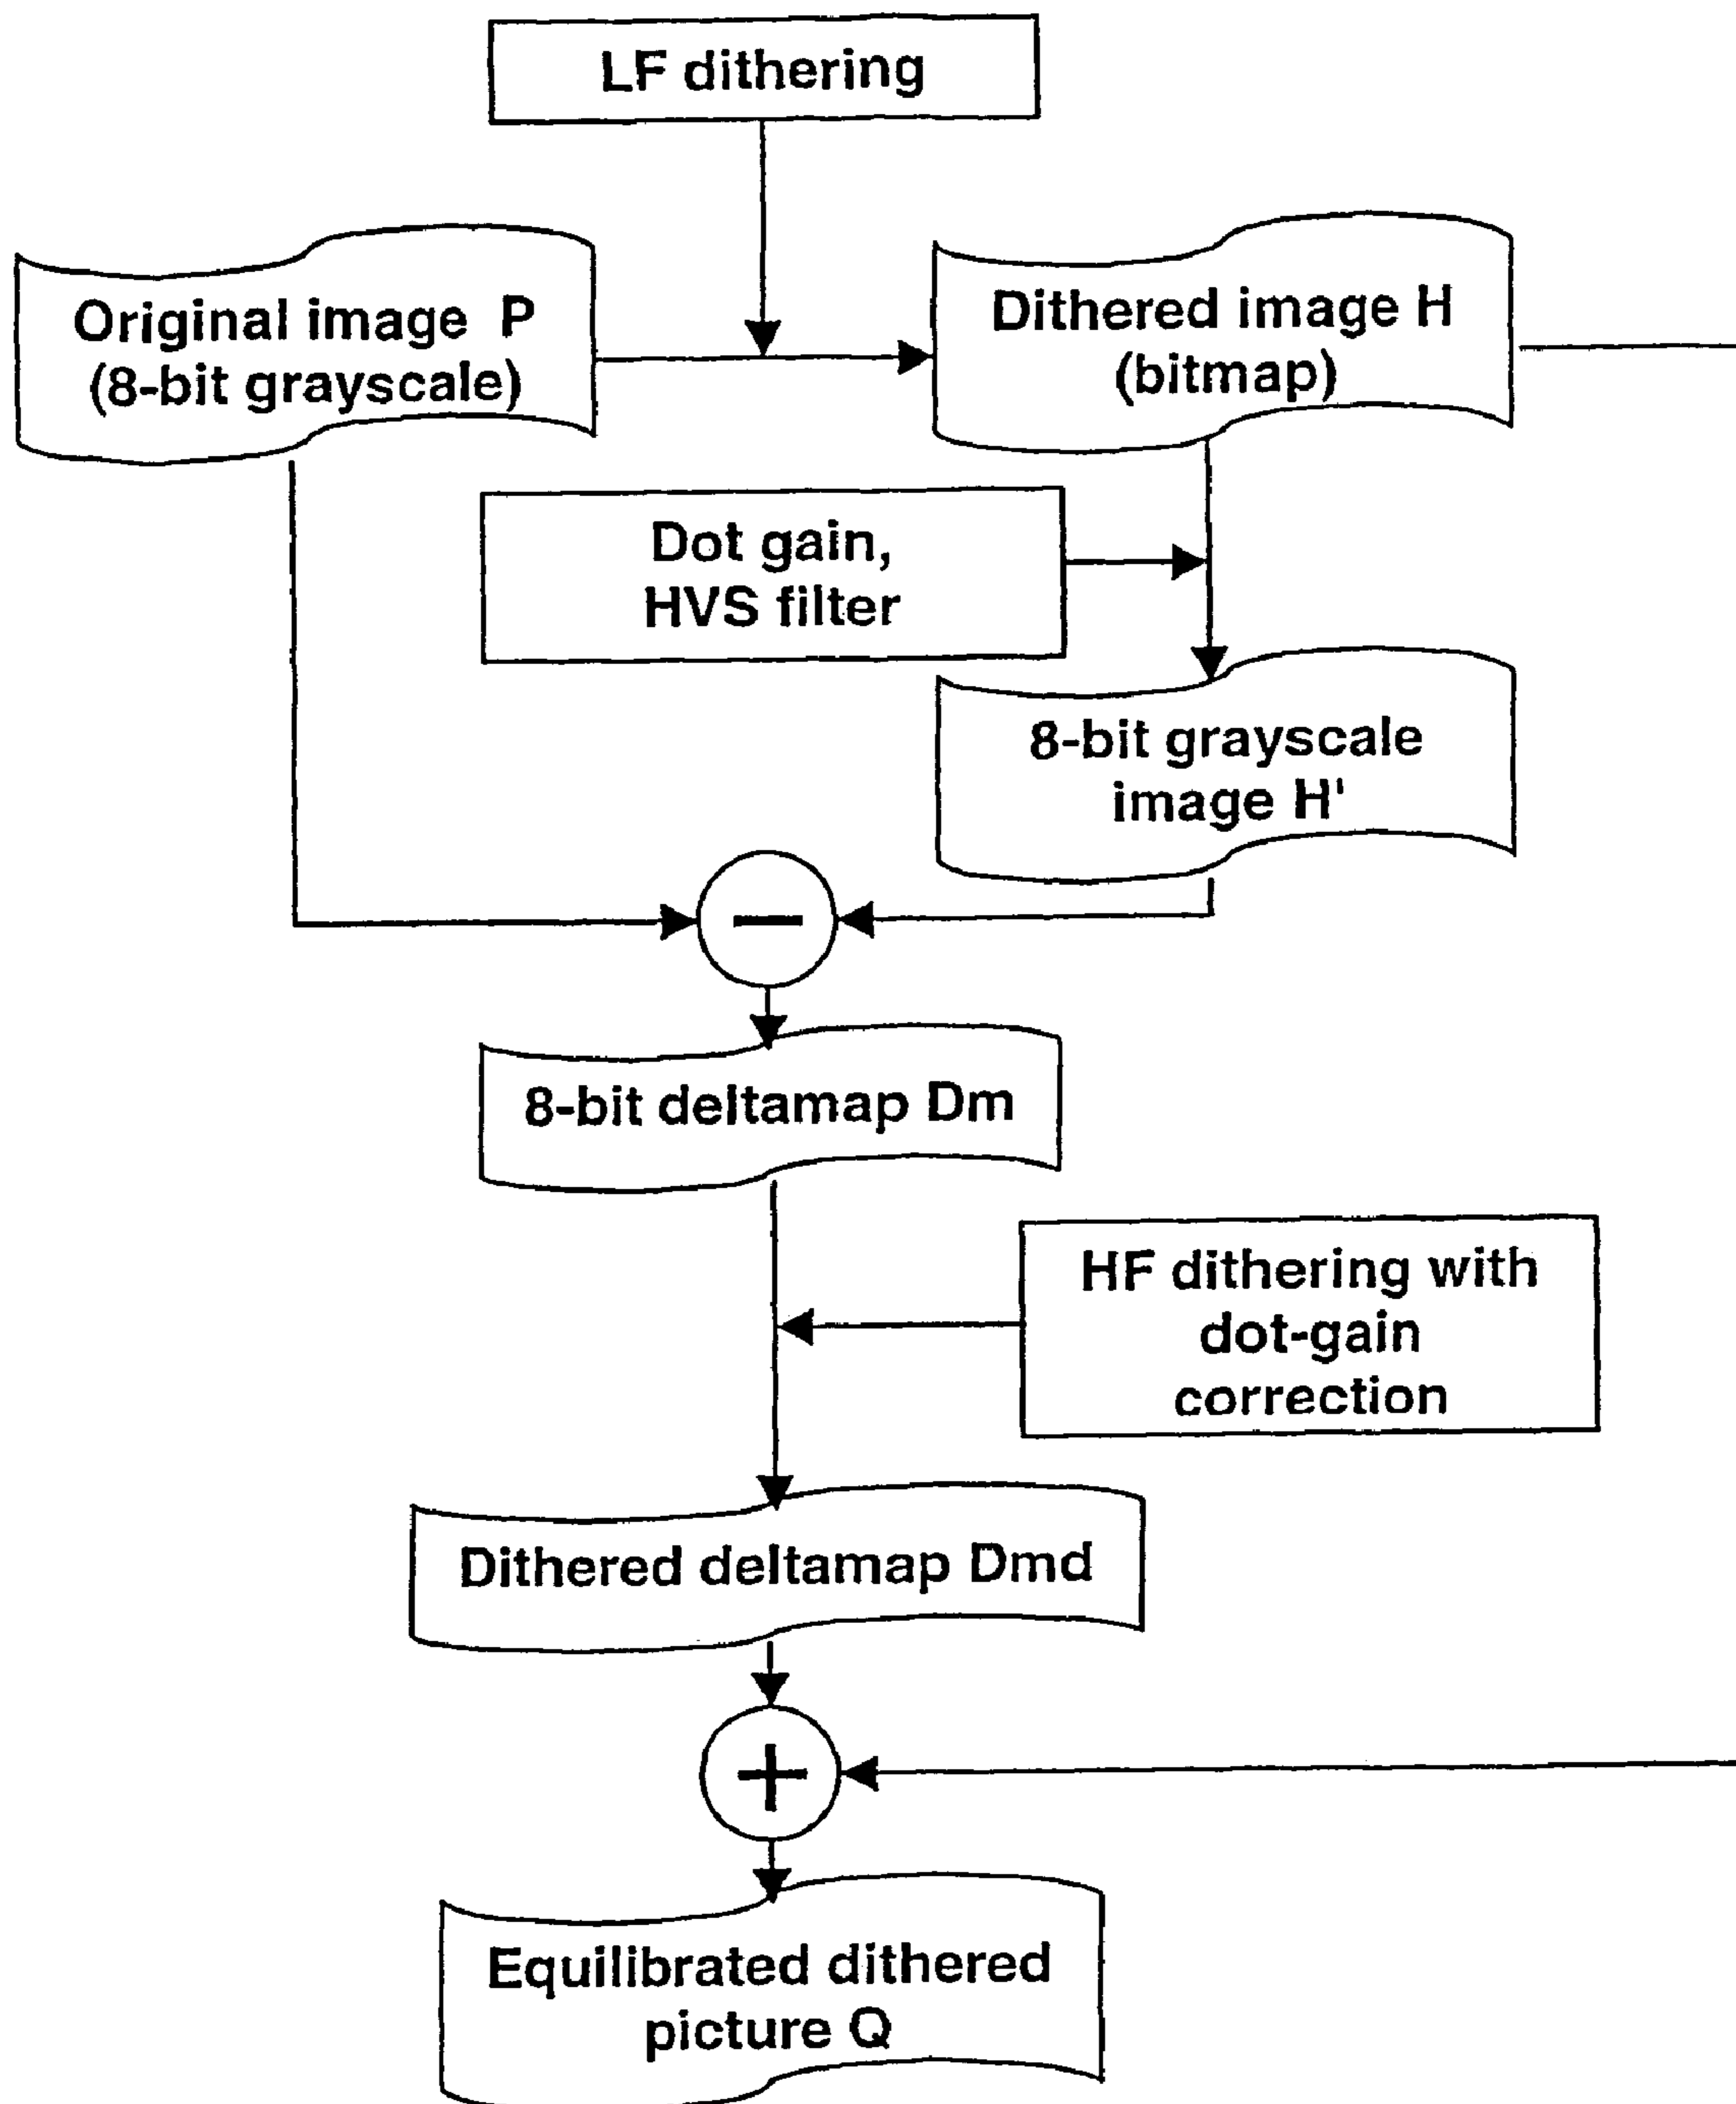 LF dithering
Original image P
(8-bit grayscale)
Dithered image H
(bitmap)
Dot gain,
HVS filter
8-bit grayscale
image H'
−
8-bit deltamap Dm
HF dithering with
dot-gain
correction
Dithered deltamap Dmd
+
Equilibrated dithered
picture Q